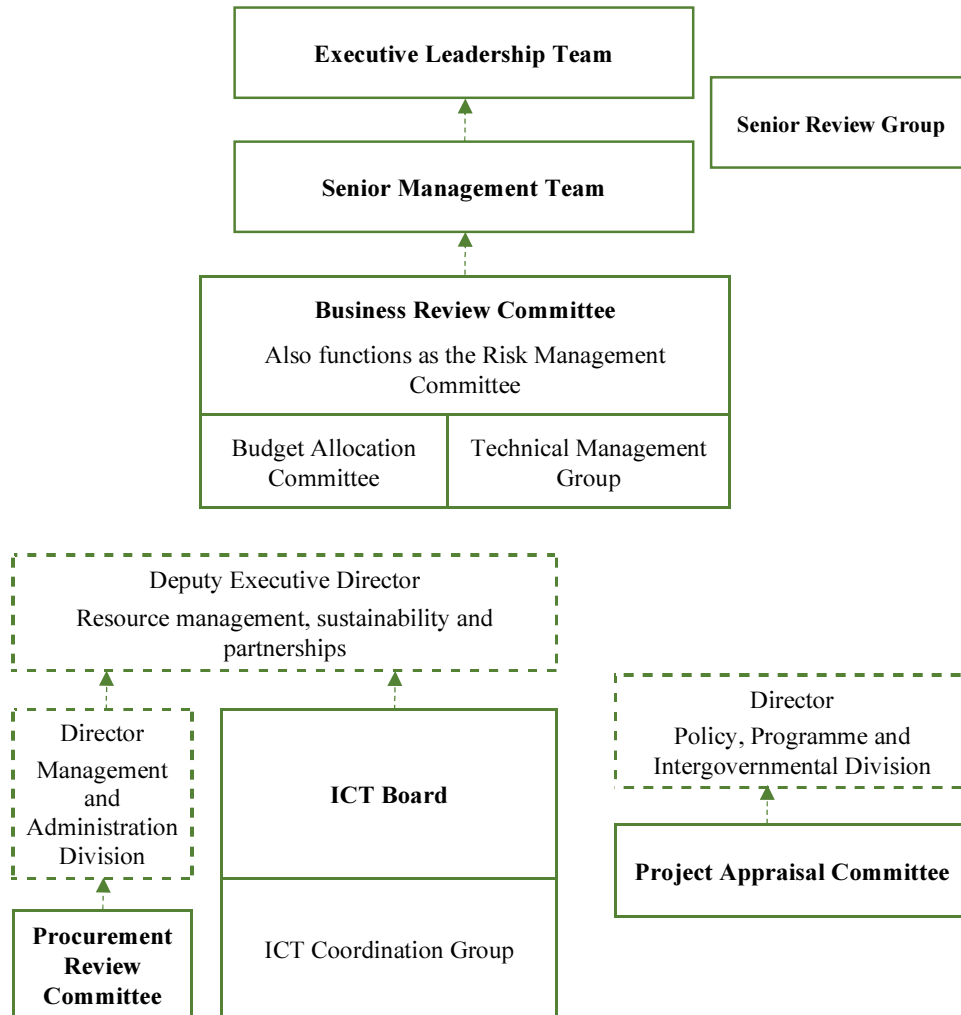 Executive Leadership Team
Senior Review Group
Senior Management Team
Business Review Committee
Also functions as the Risk Management
Committee
Budget Allocation
Committee
Technical Management
Group
Deputy Executive Director
Resource management, sustainability and
partnerships
Director
Management
and
Administration
Division
ICT Board
Director
Policy, Programme and
Intergovernmental Division
Project Appraisal Committee
Procurement
Review
Committee
ICT Coordination Group